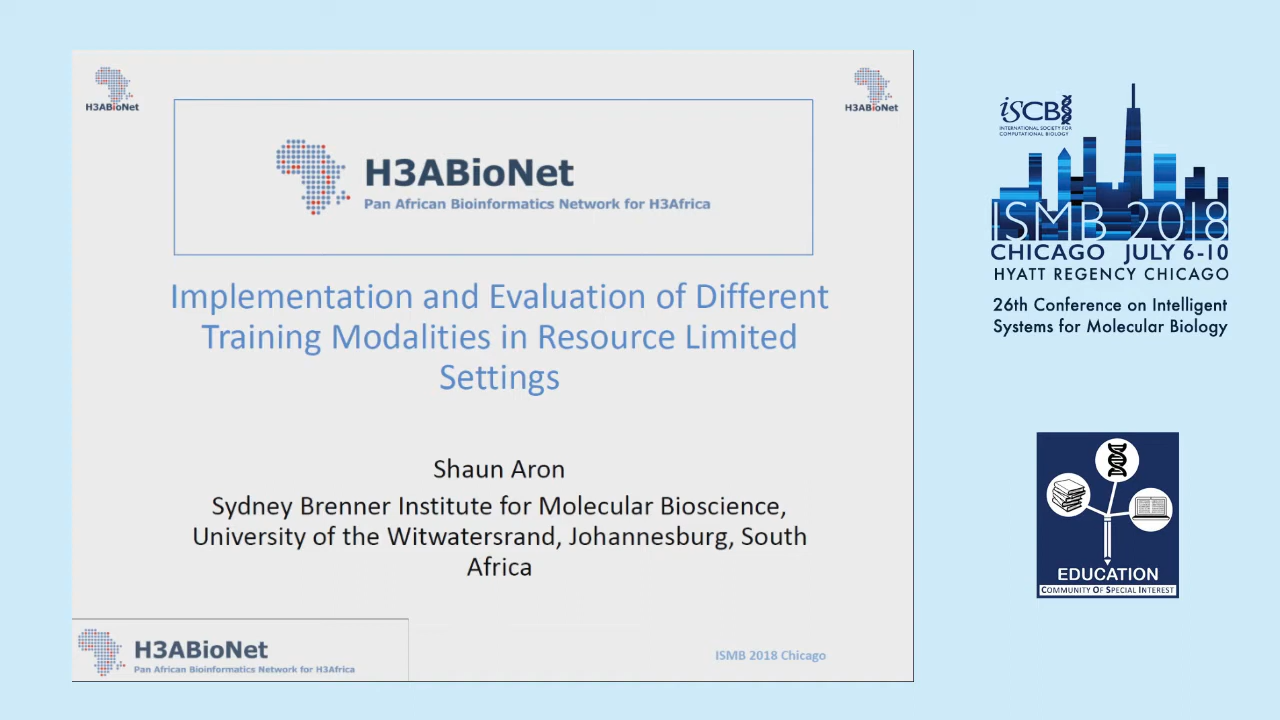 H3ABioNet
H3ABioNet
H3ABioNet
Pan African Bioinformatics Network for H3Africa
Implementation and Evaluation of Different
Training Modalities in Resource Limited
Settings
Shaun Aron
Sydney Brenner Institute for Molecular Bioscience,
University of the Witwatersrand, Johannesburg, South
Africa
H3ABioNet
Pan African Bioinformatics Network for H3Africa
ISMB 2018 Chicago
iSCB
INTERNATIONAL SOCIETY FOR
COMPUTATIONAL BIOLOGY
ISMB 2018
CHICAGO JULY 6-10
HYATT REGENCY CHICAGO
26th Conference on Intelligent
Systems for Molecular Biology
EDUCATION
COMMUNITY OF SPECIAL INTEREST